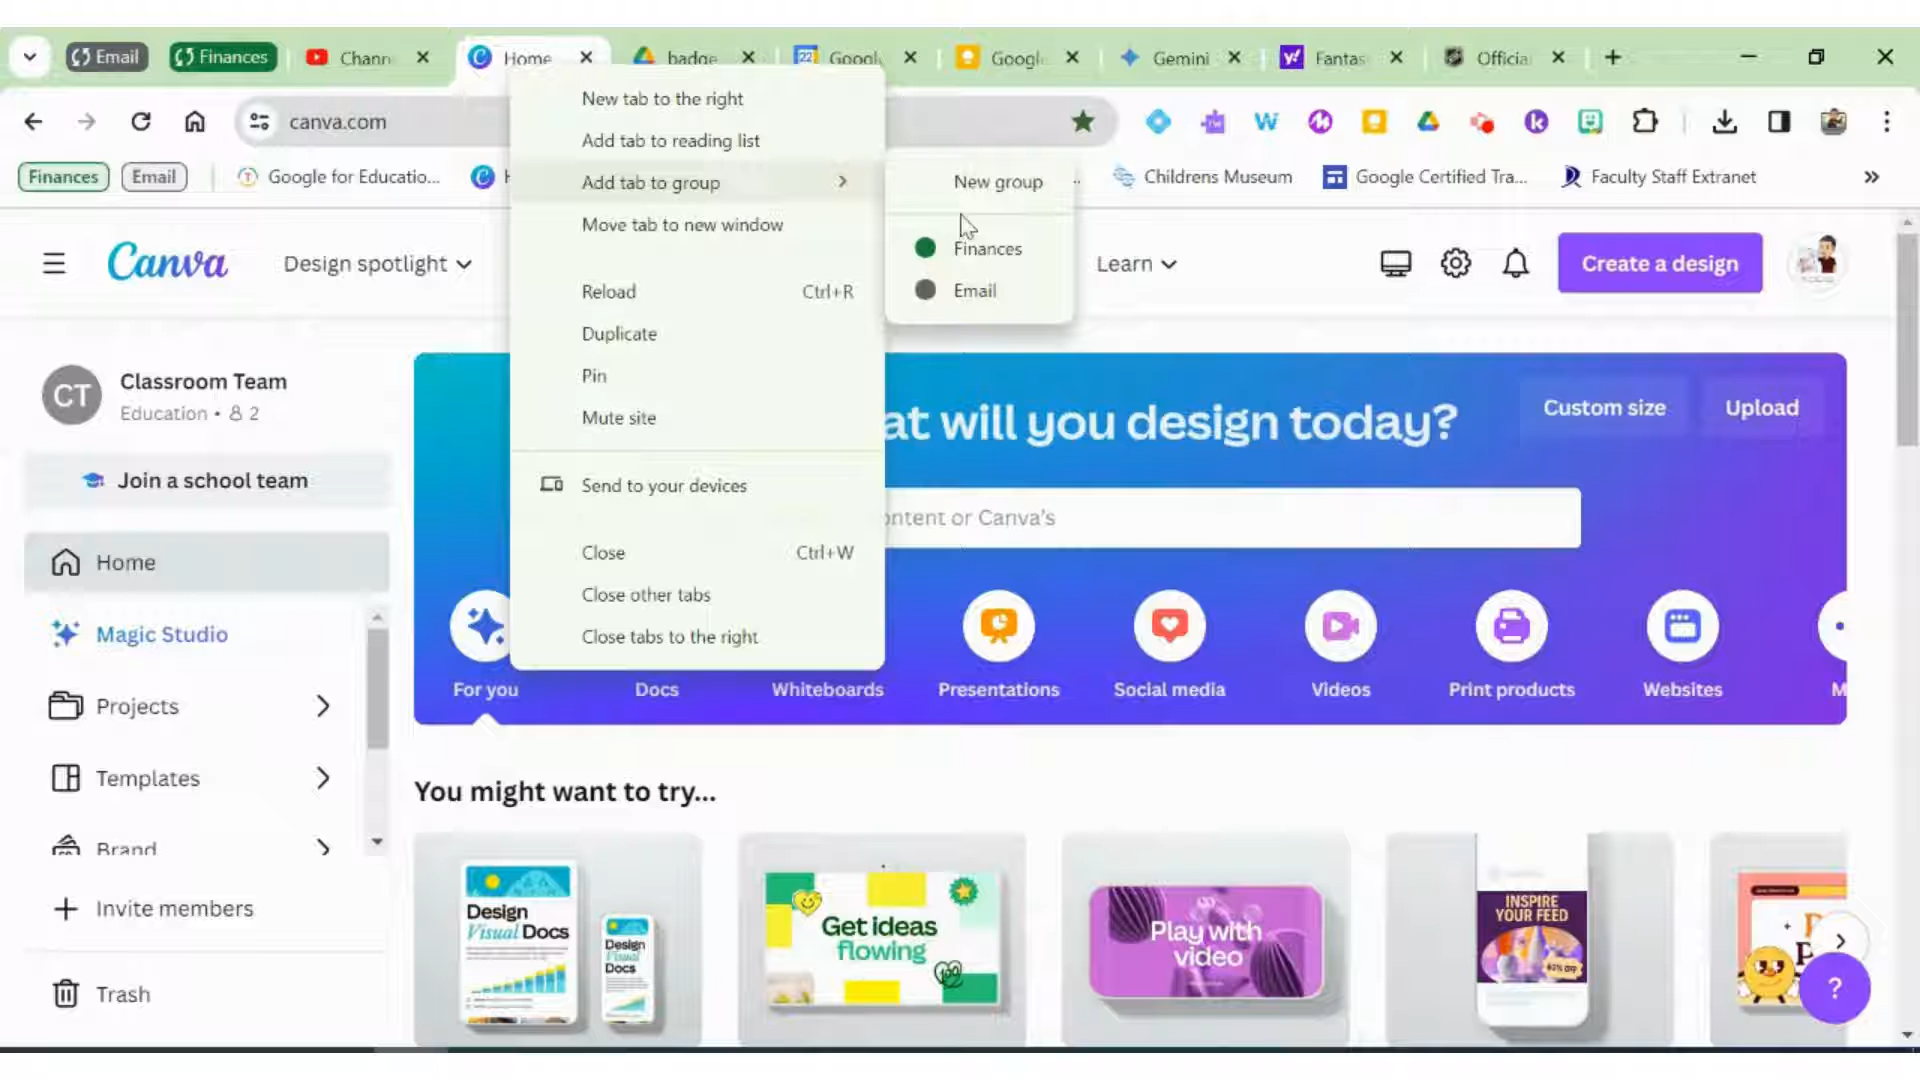 Email
Finances
Chann
Home
badge
Googl
Googl
Gemini
Fantas
Officia
canva.com
Finances
Email
Google for Educatio...
Childrens Museum
Google Certified Tra...
Faculty Staff Extranet
New tab to the right
Add tab to reading list
Add tab to group
Move tab to new window
Reload Ctrl+R
Duplicate
Pin
Mute site
Send to your devices
Close Ctrl+W
Close other tabs
Close tabs to the right
New group
Finances
Email
Canva
Design spotlight
Learn
Create a design
CT
Classroom Team
Education • 2
Join a school team
Home
Magic Studio
Projects
Templates
Brand
Invite members
Trash
at will you design today?
Custom size
Upload
ontent or Canva's
For you
Docs
Whiteboards
Presentations
Social media
Videos
Print products
Websites
M
You might want to try...
Design
Visual Docs
Design
Visual
Docs
Get ideas
flowing
100
Play with
video
INSPIRE
YOUR FEED
P
P
?